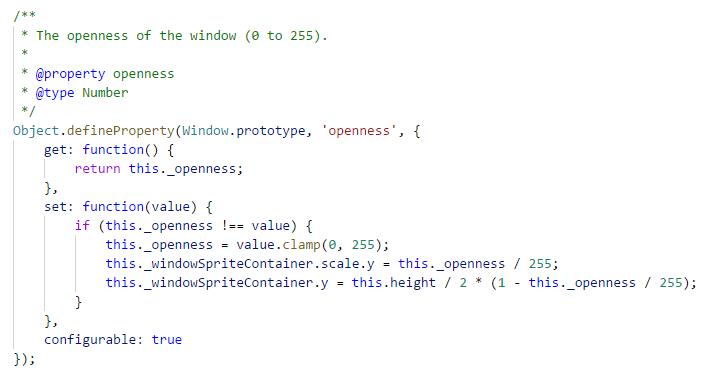 /**
 * The openness of the window (0 to 255).
 *
 * @property openness
 * @type Number
 */
Object.defineProperty(Window.prototype, 'openness', {
    get: function() {
        return this._openness;
    },
    set: function(value) {
        if (this._openness !== value) {
            this._openness = value.clamp(0, 255);
            this._windowSpriteContainer.scale.y = this._openness / 255;
            this._windowSpriteContainer.y = this.height / 2 * (1 - this._openness / 255);
        }
    },
    configurable: true
});